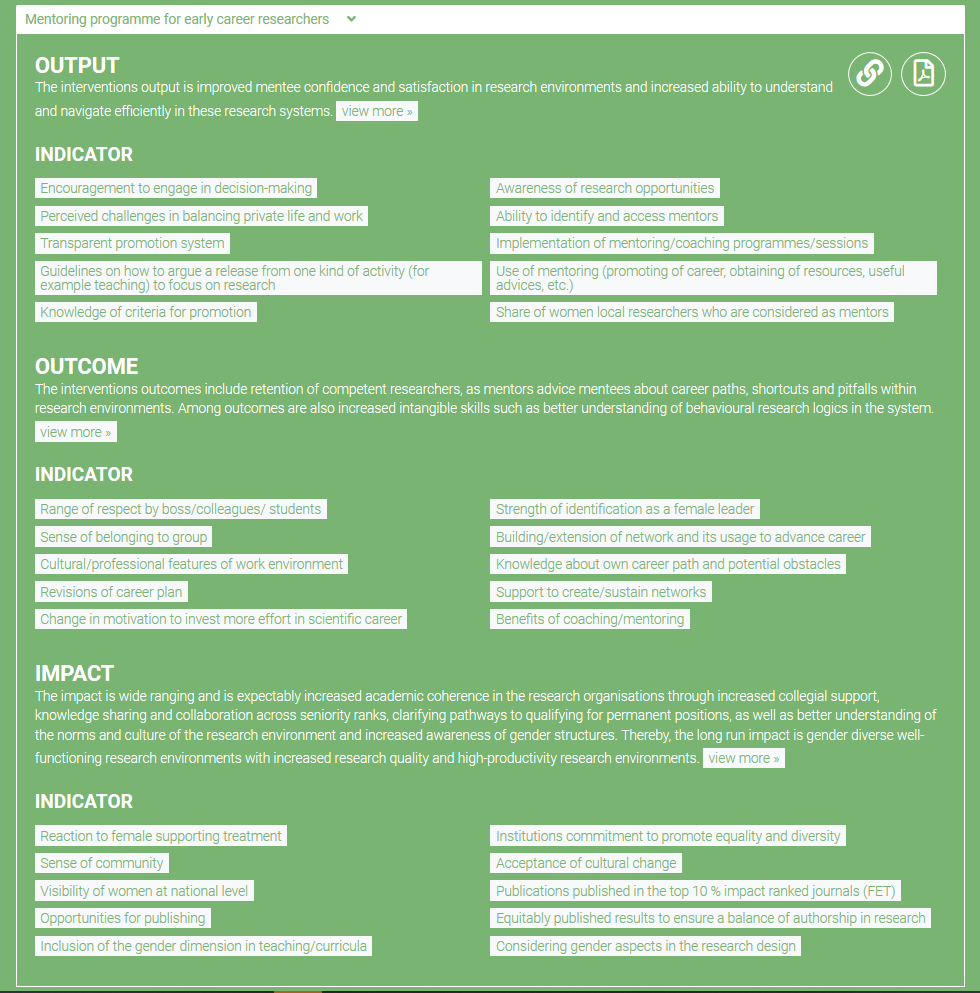 Mentoring programme for early career researchers
OUTPUT
The interventions output is improved mentee confidence and satisfaction in research environments and increased ability to understand
and navigate efficiently in these research systems. view more »
INDICATOR
Encouragement to engage in decision-making
Awareness of research opportunities
Perceived challenges in balancing private life and work
Ability to identify and access mentors
Transparent promotion system
Implementation of mentoring/coaching programmes/sessions
Guidelines on how to argue a release from one kind of activity (for
example teaching) to focus on research
Use of mentoring (promoting of career, obtaining of resources, useful
advices, etc.)
Knowledge of criteria for promotion
Share of women local researchers who are considered as mentors
OUTCOME
The interventions outcomes include retention of competent researchers, as mentors advice mentees about career paths, shortcuts and pitfalls within
research environments. Among outcomes are also increased intangible skills such as better understanding of behavioural research logics in the system.
view more »
INDICATOR
Range of respect by boss/colleagues/ students
Strength of identification as a female leader
Sense of belonging to group
Building/extension of network and its usage to advance career
Cultural/professional features of work environment
Knowledge about own career path and potential obstacles
Revisions of career plan
Support to create/sustain networks
Change in motivation to invest more effort in scientific career
Benefits of coaching/mentoring
IMPACT
The impact is wide ranging and is expectably increased academic coherence in the research organisations through increased collegial support,
knowledge sharing and collaboration across seniority ranks, clarifying pathways to qualifying for permanent positions, as well as better understanding of
the norms and culture of the research environment and increased awareness of gender structures. Thereby, the long run impact is gender diverse well-
functioning research environments with increased research quality and high-productivity research environments. view more »
INDICATOR
Reaction to female supporting treatment
Institutions commitment to promote equality and diversity
Sense of community
Acceptance of cultural change
Visibility of women at national level
Publications published in the top 10 % impact ranked journals (FET)
Opportunities for publishing
Equitably published results to ensure a balance of authorship in research
Inclusion of the gender dimension in teaching/curricula
Considering gender aspects in the research design